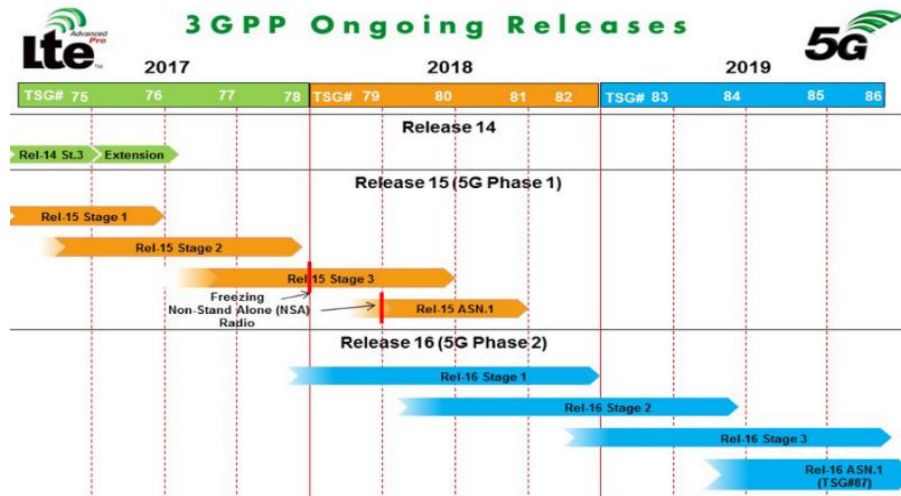 3GPP Ongoing Releases
LTE Advanced Pro
5G
2017 2018 2019
TSG# 75 76 77 78 TSG# 79 80 81 82 TSG# 83 84 85 86
Release 14
Rel-14 St.3 Extension
Release 15 (5G Phase 1)
Rel-15 Stage 1
Rel-15 Stage 2
Rel-15 Stage 3
Freezing
Non-Stand Alone (NSA)
Radio
Rel-15 ASN.1
Release 16 (5G Phase 2)
Rel-16 Stage 1
Rel-16 Stage 2
Rel-16 Stage 3
Rel-16 ASN.1
(TSG#87)